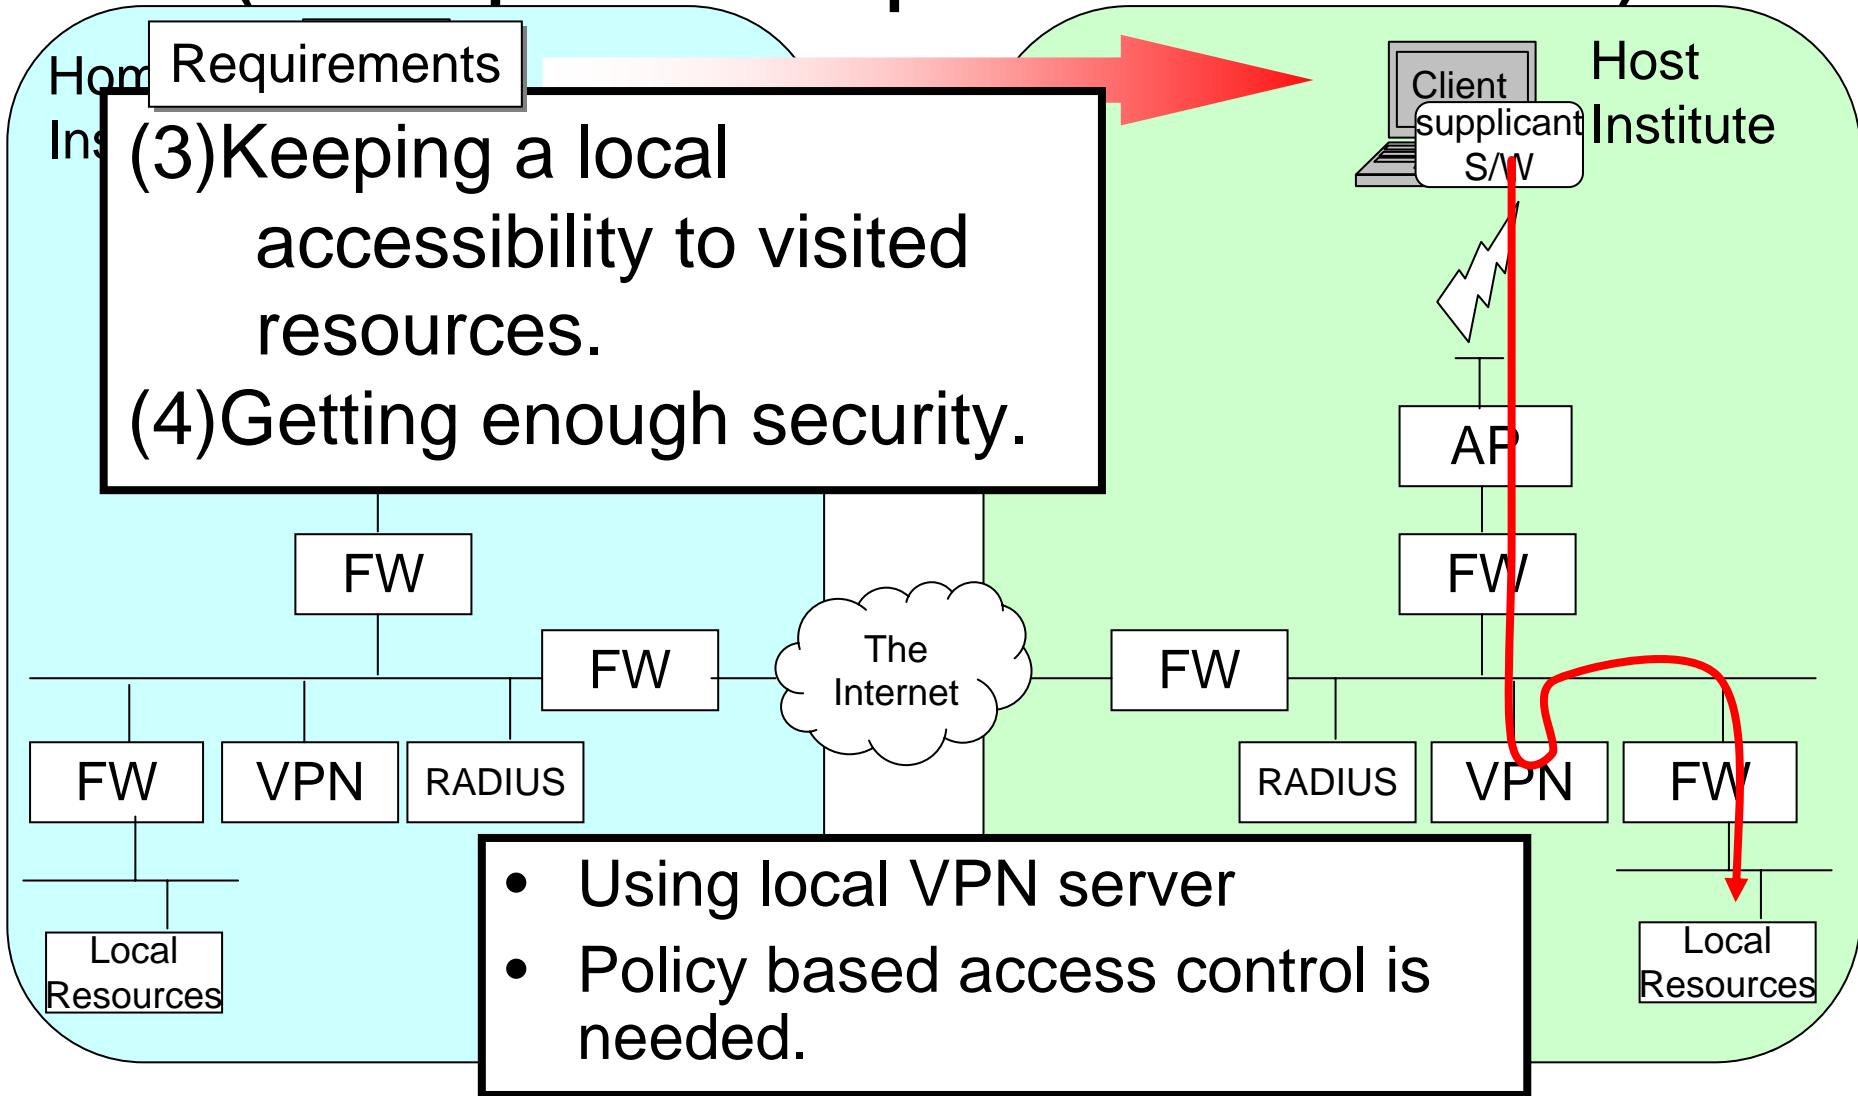 Requirements
(3)Keeping a local
accessibility to visited
resources.
(4)Getting enough security.
Client
supplicant
S/W
Host
Institute
AP
FW
FW
FW
The
Internet
FW
FW
VPN
RADIUS
RADIUS
VPN
FW
Local
Resources
Local
Resources
• Using local VPN server
• Policy based access control is
needed.